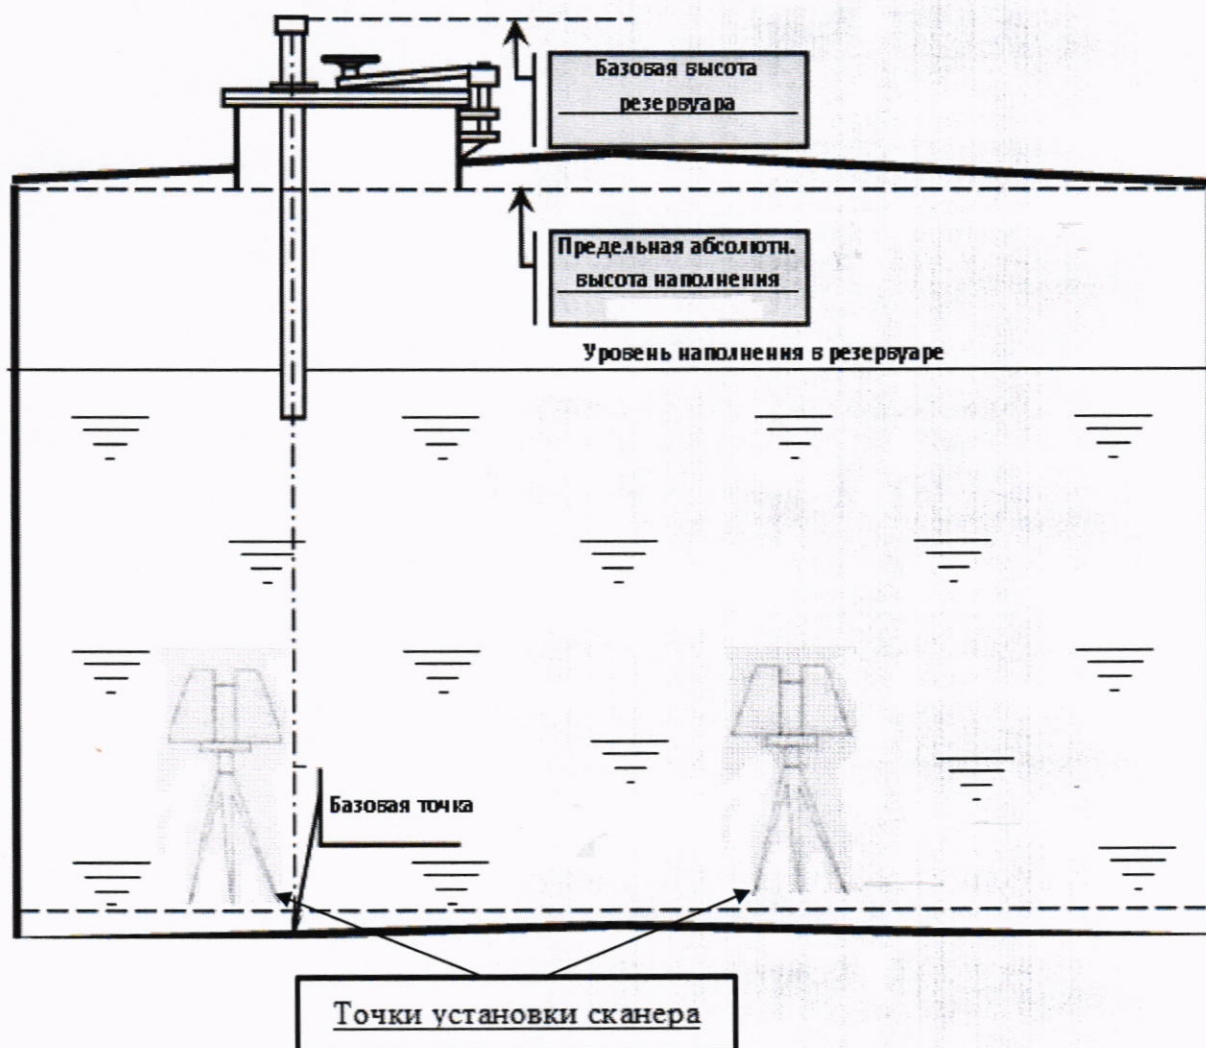 Базовая высота
резервуара
Предельная абсолютн.
высота наполнения
Уровень наполнения в резервуаре
Базовая точка
Точки установки сканера